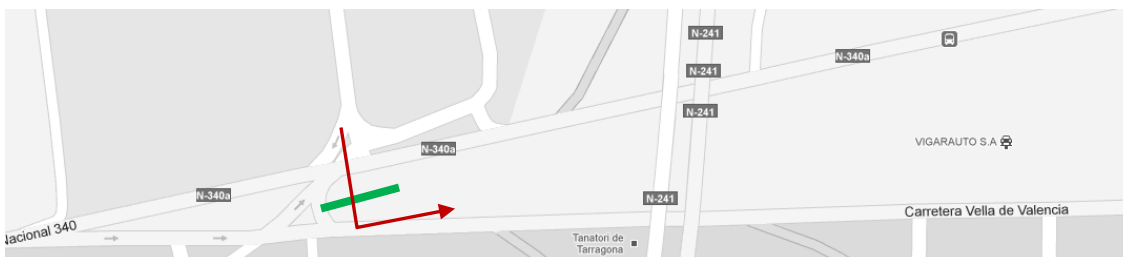 N-241
N-340a
N-241
N-241
VIGARAUTO S.A
N-340a
N-340a
N-241
Carretera Vella de Valencia
Nacional 340
Tanatori de
Tarragona